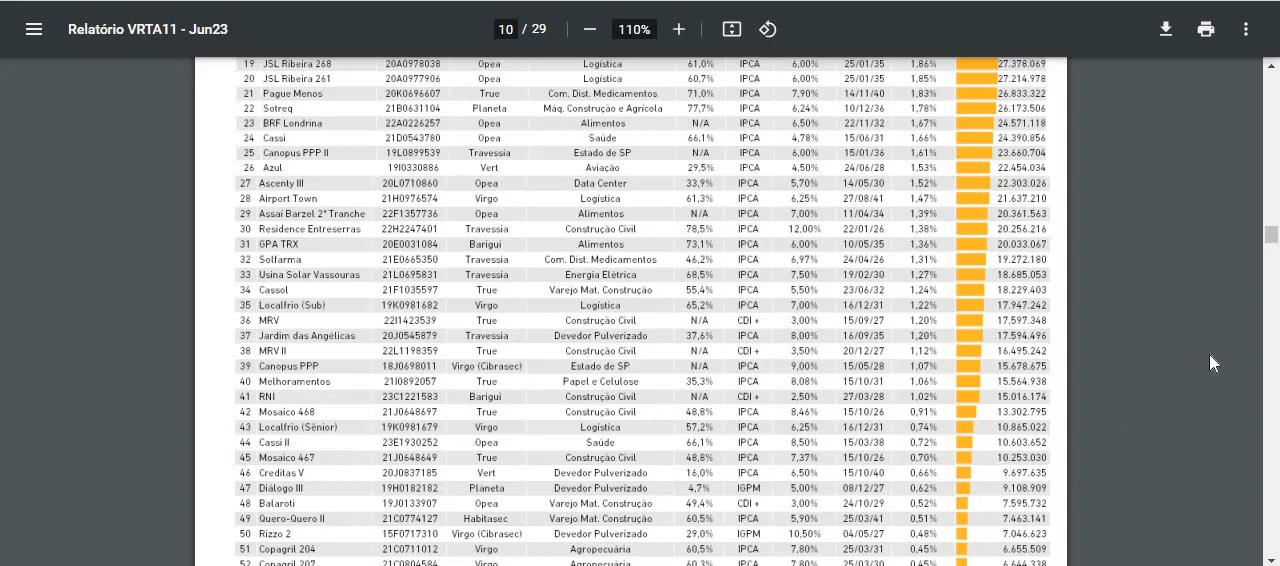 Relatório VRTA11 - Jun23 10 / 29 110%
19 JSL Ribeira 268 20A0978038 Opea Logística 61,0% IPCA 6,00% 25/01/35 1,86% 27.378.069
20 JSL Ribeira 261 20A0977906 Opea Logística 60,7% IPCA 6,00% 25/01/35 1,85% 27.214.978
21 Pague Menos 20K0696607 True Com. Dist. Medicamentos 71,0% IPCA 7,90% 14/11/40 1,83% 26.833.322
22 Sotreq 21B0631104 Planeta Máq. Construção e Agrícola 77,7% IPCA 6,24% 10/12/36 1,78% 26.173.506
23 BRF Londrina 22A0226257 Opea Alimentos N/A IPCA 6,50% 22/11/32 1,67% 24.571.118
24 Cassi 21D0543780 Opea Saúde 66,1% IPCA 4,78% 15/06/31 1,66% 24.390.856
25 Canopus PPP II 19L0899539 Travessia Estado de SP N/A IPCA 6,00% 15/01/36 1,61% 23.660.704
26 Azul 19I0330886 Vert Aviação 29,5% IPCA 4,50% 24/06/28 1,53% 22.454.034
27 Ascenty III 20L0710860 Opea Data Center 33,9% IPCA 5,70% 14/05/30 1,52% 22.303.026
28 Airport Town 21H0976574 Virgo Logística 61,3% IPCA 6,25% 27/08/41 1,47% 21.637.210
29 Assaí Barzel 2ª Tranche 22F1357736 Opea Alimentos N/A IPCA 7,00% 11/04/34 1,39% 20.361.563
30 Residence Entreserras 22H2247401 Travessia Construção Civil 78,5% IPCA 12,00% 22/01/26 1,38% 20.256.216
31 GPA TRX 20E0031084 Barigui Alimentos 73,1% IPCA 6,00% 10/05/35 1,36% 20.033.067
32 Solfarma 21E0665350 Travessia Com. Dist. Medicamentos 46,2% IPCA 6,97% 24/04/26 1,31% 19.272.180
33 Usina Solar Vassouras 21L0695831 Travessia Energia Elétrica 68,5% IPCA 7,50% 19/02/30 1,27% 18.685.053
34 Cassol 21F1035597 True Varejo Mat. Construção 55,4% IPCA 5,50% 23/06/32 1,24% 18.229.403
35 Localfrio (Sub) 19K0981682 Virgo Logística 65,2% IPCA 7,00% 16/12/31 1,22% 17.947.242
36 MRV 22I1423539 True Construção Civil N/A CDI + 3,00% 15/09/27 1,20% 17.597.348
37 Jardim das Angélicas 20J0545879 Travessia Devedor Pulverizado 37,6% IPCA 8,00% 16/09/35 1,20% 17.594.496
38 MRV II 22L1198359 True Construção Civil N/A CDI + 3,50% 20/12/27 1,12% 16.495.242
39 Canopus PPP 18J0698011 Virgo (Cibrasec) Estado de SP N/A IPCA 9,00% 15/05/28 1,07% 15.678.675
40 Melhoramentos 21I0892057 True Papel e Celulose 35,3% IPCA 8,08% 15/10/31 1,06% 15.564.938
41 RNI 23C1221583 Barigui Construção Civil N/A CDI + 2,50% 27/03/28 1,02% 15.016.174
42 Mosaico 468 21J0648697 True Construção Civil 48,8% IPCA 8,46% 15/10/26 0,91% 13.302.795
43 Localfrio (Sênior) 19K0981679 Virgo Logística 57,2% IPCA 6,25% 16/12/31 0,74% 10.865.022
44 Cassi II 23E1930252 Opea Saúde 66,1% IPCA 8,50% 15/03/38 0,72% 10.603.652
45 Mosaico 467 21J0648649 True Construção Civil 48,8% IPCA 7,37% 15/10/26 0,70% 10.253.030
46 Creditas V 20J0837185 Vert Devedor Pulverizado 16,0% IPCA 6,50% 15/10/40 0,66% 9.697.635
47 Diálogo III 19H0182182 Planeta Devedor Pulverizado 4,7% IGPM 5,00% 08/12/27 0,62% 9.108.909
48 Balaroti 19J0133907 Opea Varejo Mat. Construção 49,4% CDI + 3,00% 24/10/29 0,52% 7.595.732
49 Quero-Quero II 21C0774127 Habitasec Varejo Mat. Construção 60,5% IPCA 5,90% 25/03/41 0,51% 7.463.141
50 Rizzo 2 15F0717310 Virgo (Cibrasec) Devedor Pulverizado 29,0% IGPM 10,50% 04/05/27 0,48% 7.046.623
51 Copagril 204 21C0711012 Virgo Agropecuária 60,5% IPCA 7,80% 25/03/31 0,45% 6.655.509
52 Copagril 207 21C0804584 Virgo Agropecuária 60,3% IPCA 7,80% 25/03/30 0,45% 6.644.338